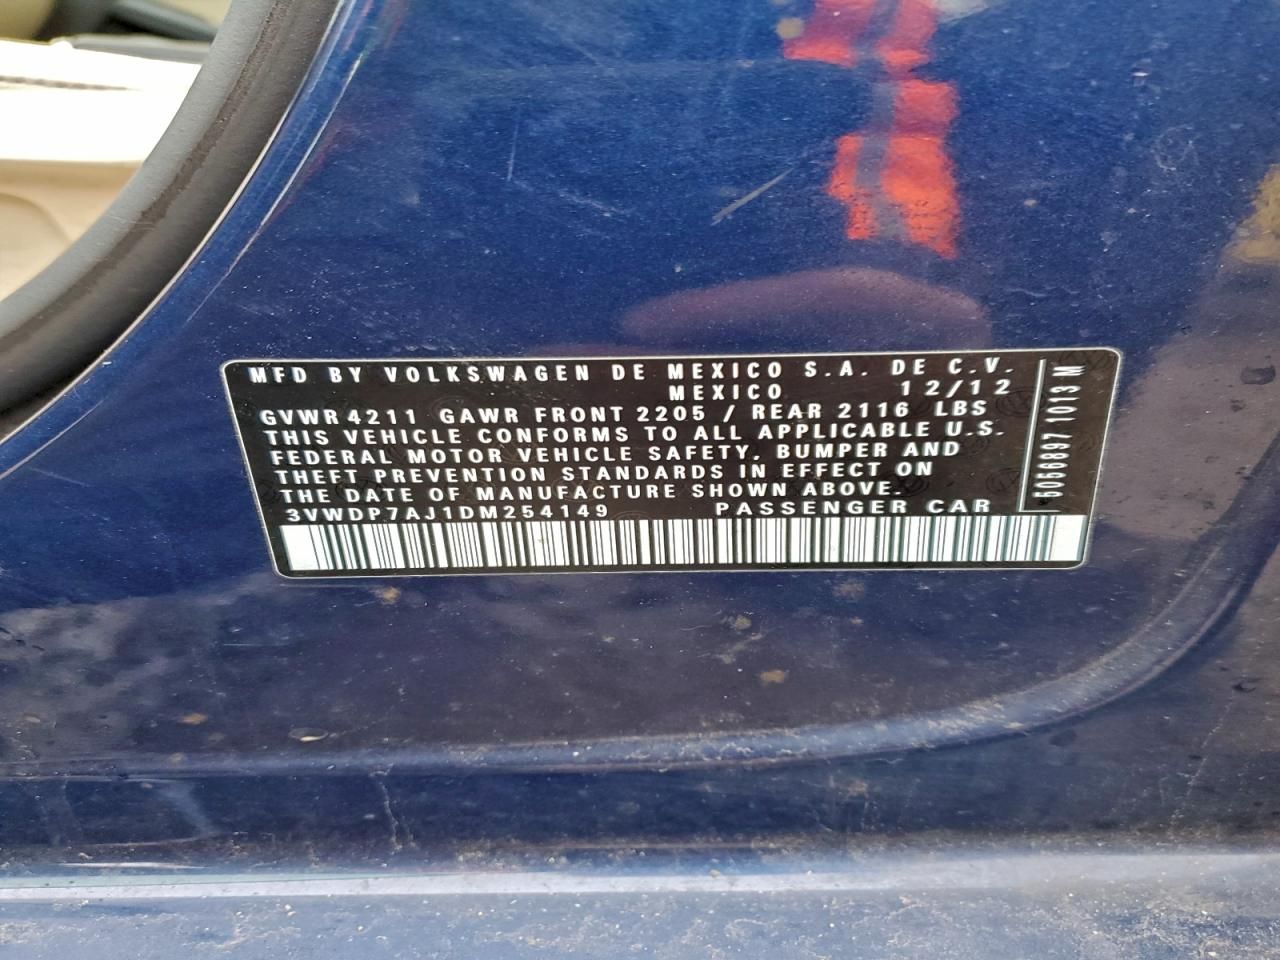 MFD BY VOLKSWAGEN DE MEXICO S.A. DE C.V.
MEXICO 12/12
GVWR 4211 GAWR FRONT 2205 / REAR 2116 LBS
THIS VEHICLE CONFORMS TO ALL APPLICABLE U.S.
FEDERAL MOTOR VEHICLE SAFETY, BUMPER AND
THEFT PREVENTION STANDARDS IN EFFECT ON
THE DATE OF MANUFACTURE SHOWN ABOVE.
3VWDP7AJ1DM254149 PASSENGER CAR
*5056897 1013 M